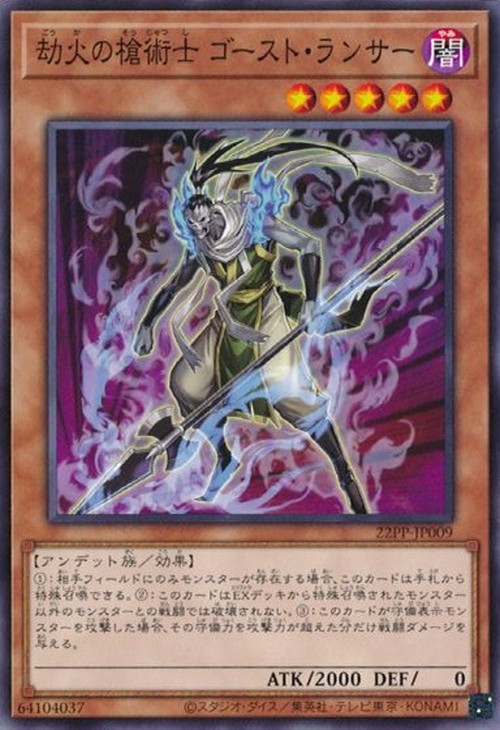 劫火の槍術士 ゴースト・ランサー
闇
22PP-JP009
【アンデット族／効果】
①：相手フィールドにのみモンスターが存在する場合、このカードは手札から
特殊召喚できる。②：このカードはEXデッキから特殊召喚されたモンスター
以外のモンスターとの戦闘では破壊されない。③：このカードが守備表示モン
スターを攻撃した場合、その守備力を攻撃力が超えた分だけ戦闘ダメージを
与える。
ATK/2000 DEF/ 0
64104037
©スタジオ・ダイス／集英社・テレビ東京・KONAMI